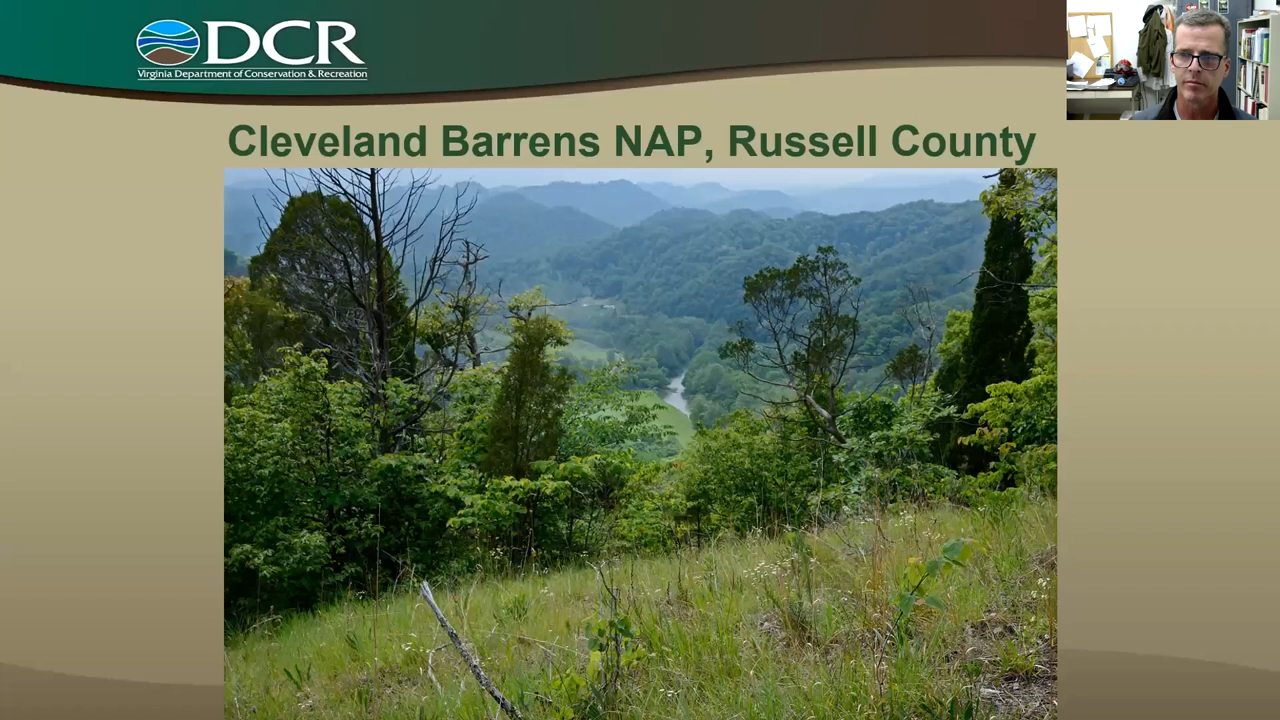 DCR
Virginia Department of Conservation & Recreation
Cleveland Barrens NAP, Russell County